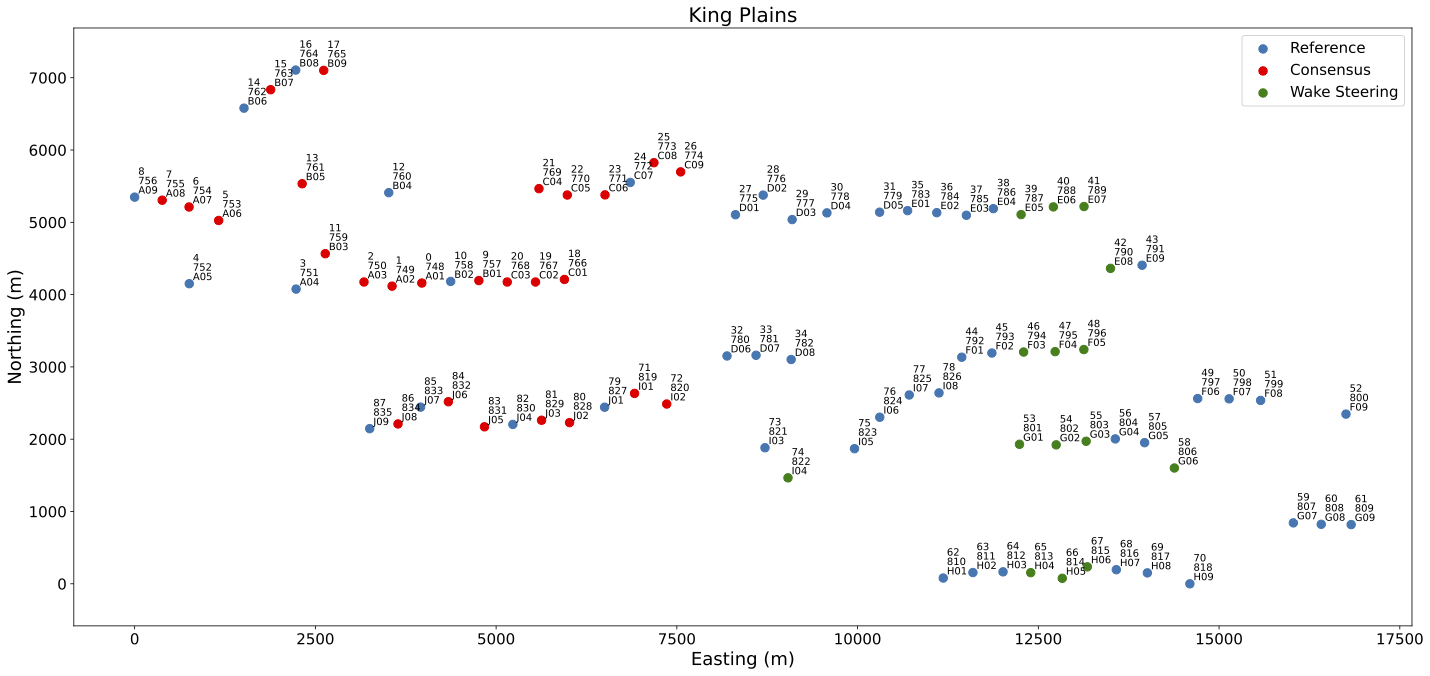 King Plains
Reference
Consensus
Wake Steering
16
764
B08
17
765
B09
15
763
B07
14
762
B06
13
761
B05
12
760
B04
8
756
A09
7
755
A08
6
754
A07
5
753
A06
11
759
B03
4
752
A05
3
751
A04
2
750
A03
1
749
A02
0
748
A01
10
758
B02
9
757
B01
20
768
C03
19
767
C02
18
766
C01
21
769
C04
22
770
C05
23
771
C06
24
772
C07
25
773
C08
26
774
C09
27
775
D01
28
776
D02
29
777
D03
30
778
D04
31
779
D05
35
783
E01
36
784
E02
37
785
E03
38
786
E04
39
787
E05
40
788
E06
41
789
E07
42
790
E08
43
791
E09
32
780
D06
33
781
D07
34
782
D08
44
792
F01
45
793
F02
46
794
F03
47
795
F04
48
796
F05
49
797
F06
50
798
F07
51
799
F08
52
800
F09
87
835
J09
86
834
J08
85
833
J07
84
832
J06
83
831
J05
82
830
J04
81
829
J03
80
828
J02
79
827
J01
71
819
I01
72
820
I02
73
821
I03
74
822
I04
75
823
I05
76
824
I06
77
825
I07
78
826
I08
53
801
G01
54
802
G02
55
803
G03
56
804
G04
57
805
G05
58
806
G06
59
807
G07
60
808
G08
61
809
G09
62
810
H01
63
811
H02
64
812
H03
65
813
H04
66
814
H05
67
815
H06
68
816
H07
69
817
H08
70
818
H09
7000
6000
5000
4000
3000
2000
1000
0
Northing (m)
0
2500
5000
7500
10000
12500
15000
17500
Easting (m)